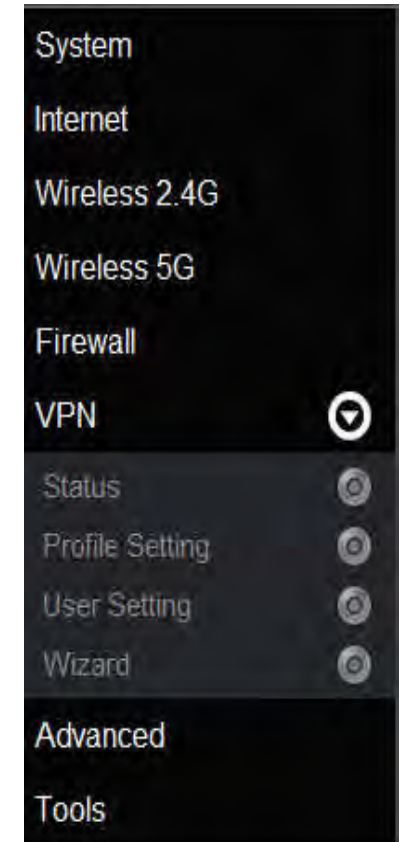 System
Internet
Wireless 2.4G
Wireless 5G
Firewall
VPN
Status
Profile Setting
User Setting
Wizard
Advanced
Tools